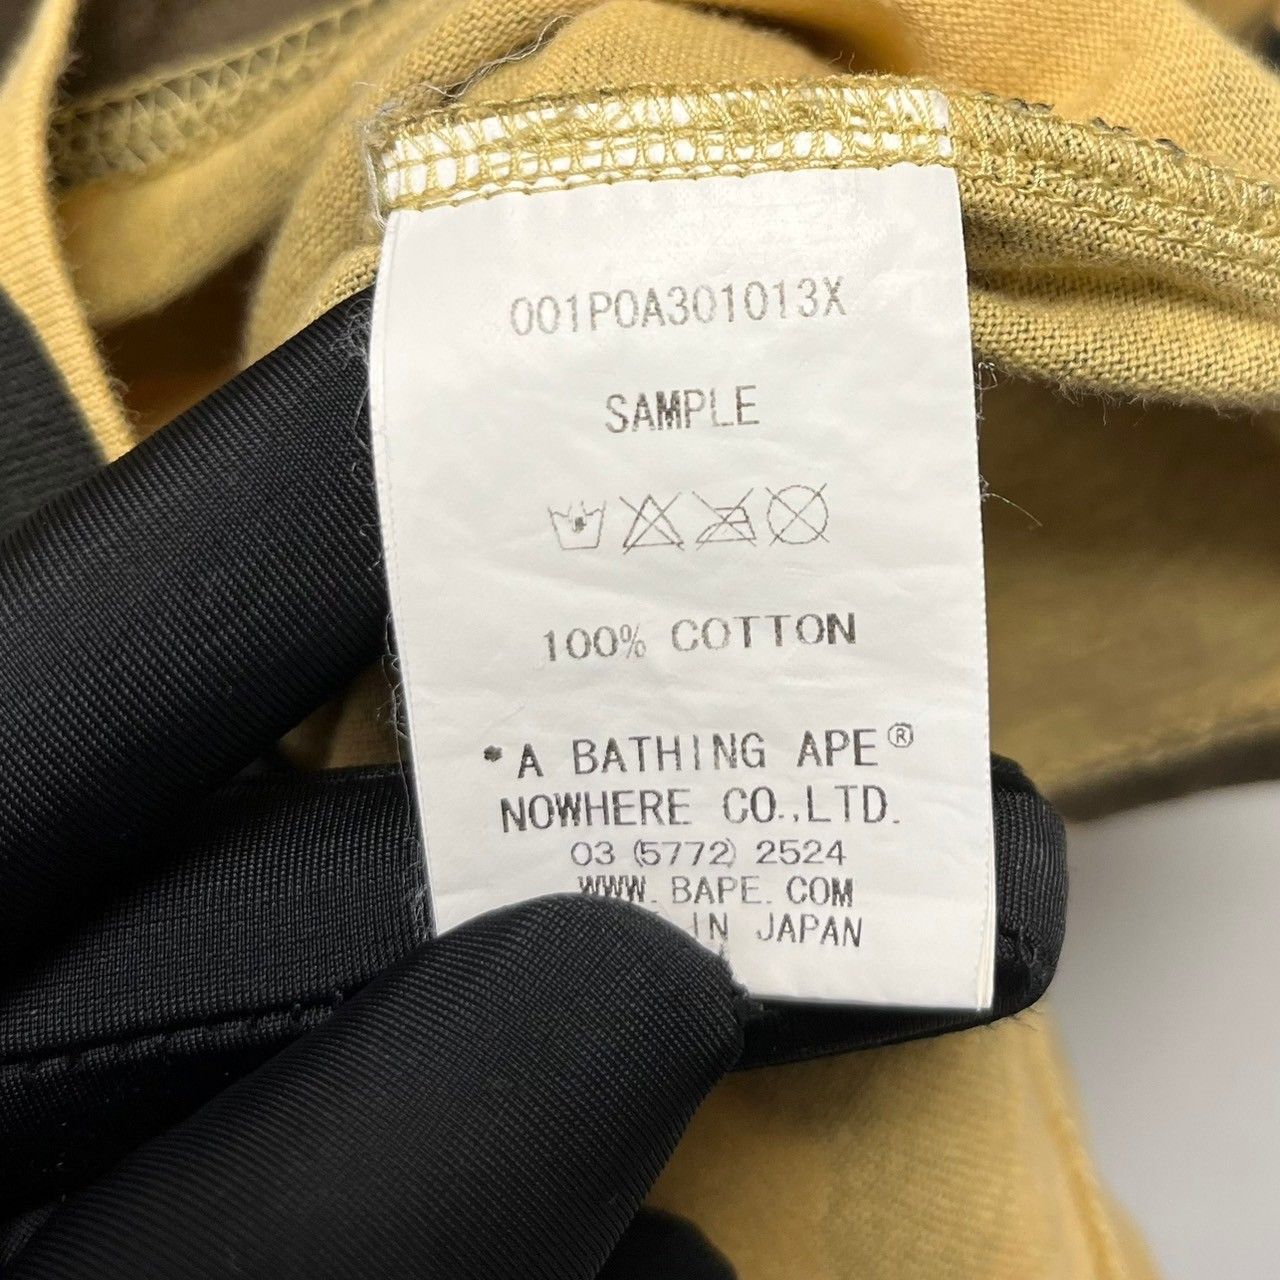 001P0A301013X
SAMPLE
100% COTTON
*A BATHING APE®
NOWHERE CO.,LTD.
03 (5772) 2524
WWW. BAPE. COM
IN JAPAN